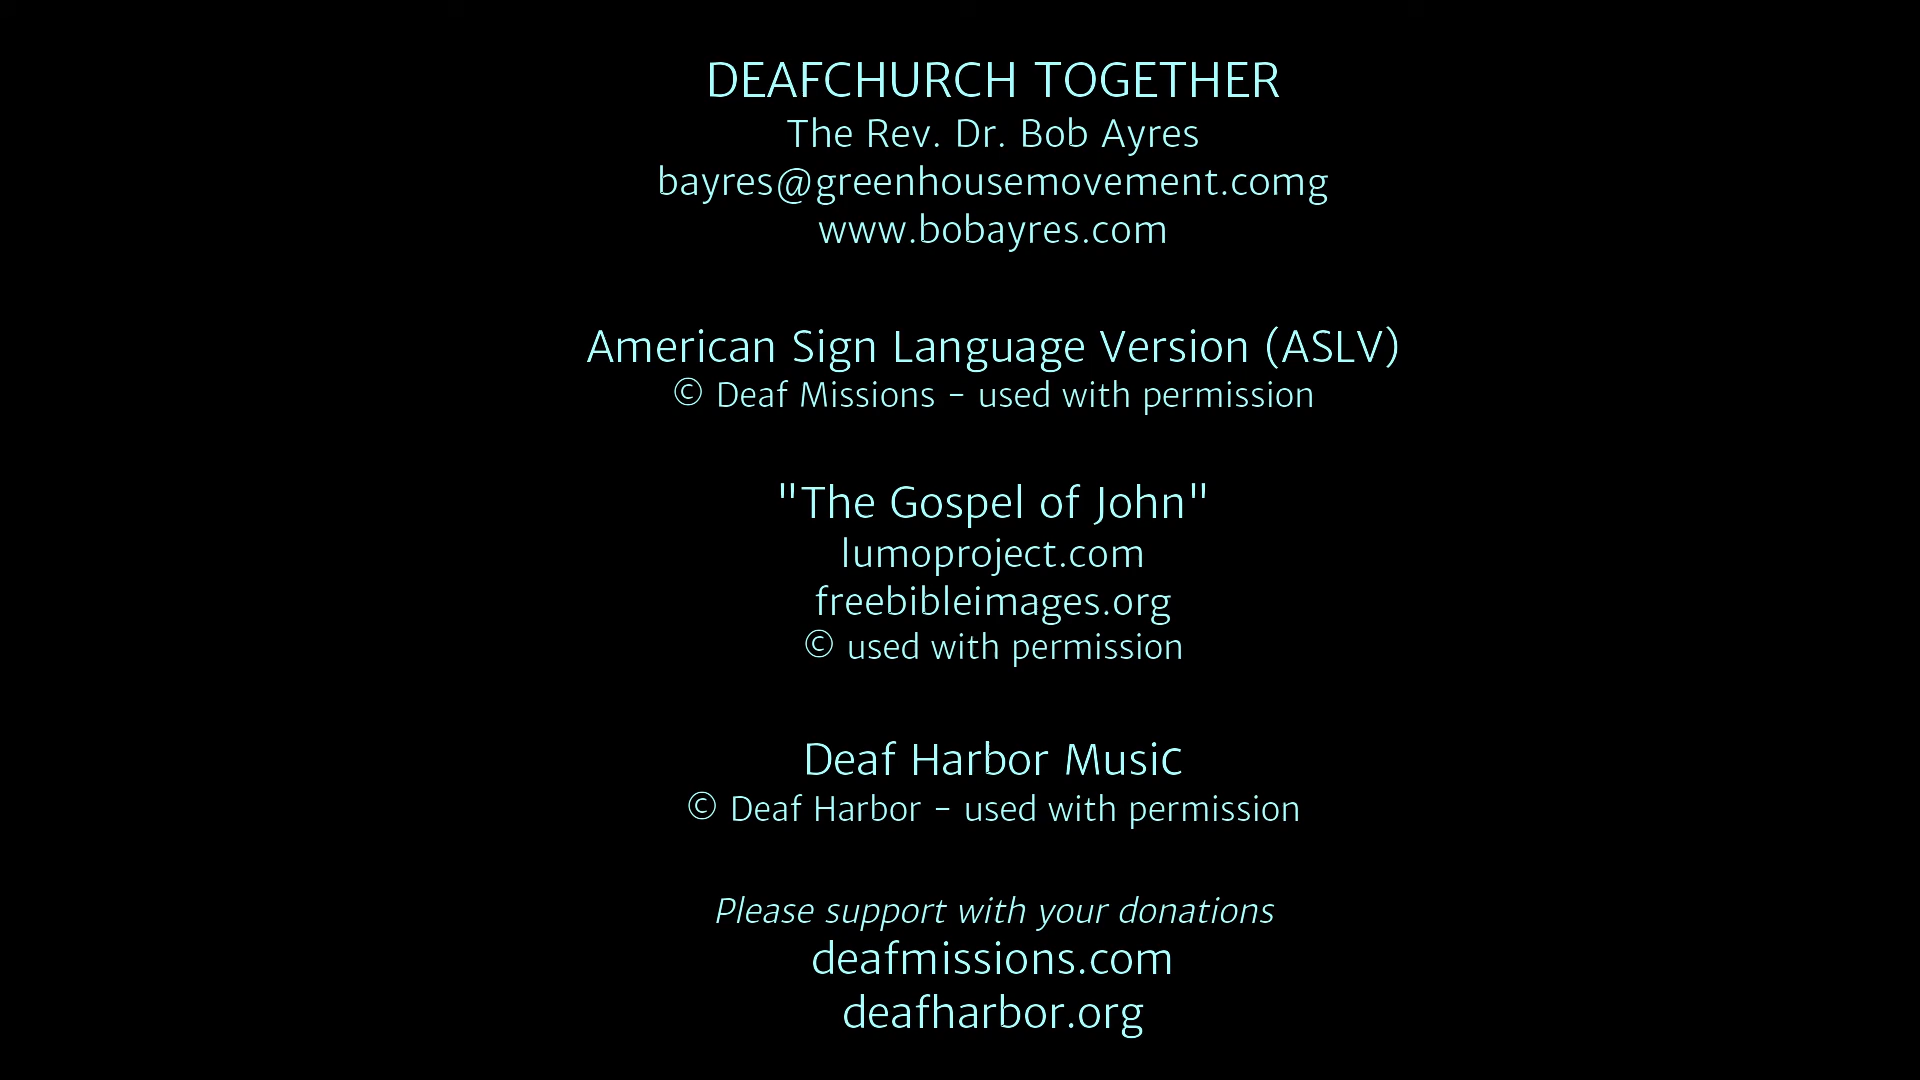 DEAFCHURCH TOGETHER
The Rev. Dr. Bob Ayres
bayres@greenhousemovement.comg
www.bobayres.com
American Sign Language Version (ASLV)
© Deaf Missions - used with permission
"The Gospel of John"
lumoproject.com
freebibleimages.org
© used with permission
Deaf Harbor Music
© Deaf Harbor - used with permission
Please support with your donations
deafmissions.com
deafharbor.org